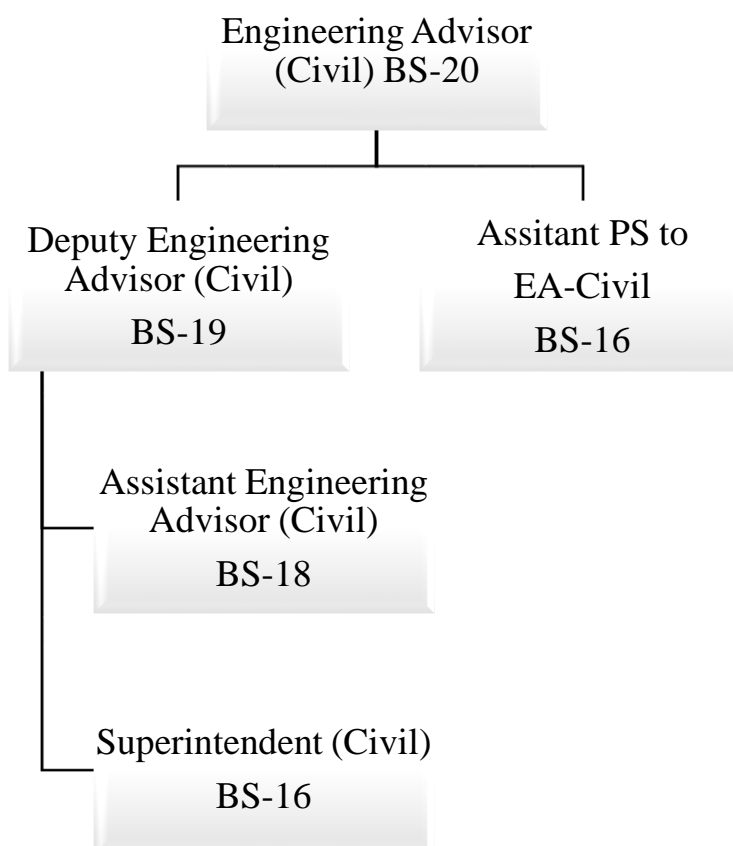 Engineering Advisor
(Civil) BS-20
Deputy Engineering
Advisor (Civil)
BS-19
Assitant PS to
EA-Civil
BS-16
Assistant Engineering
Advisor (Civil)
BS-18
Superintendent (Civil)
BS-16